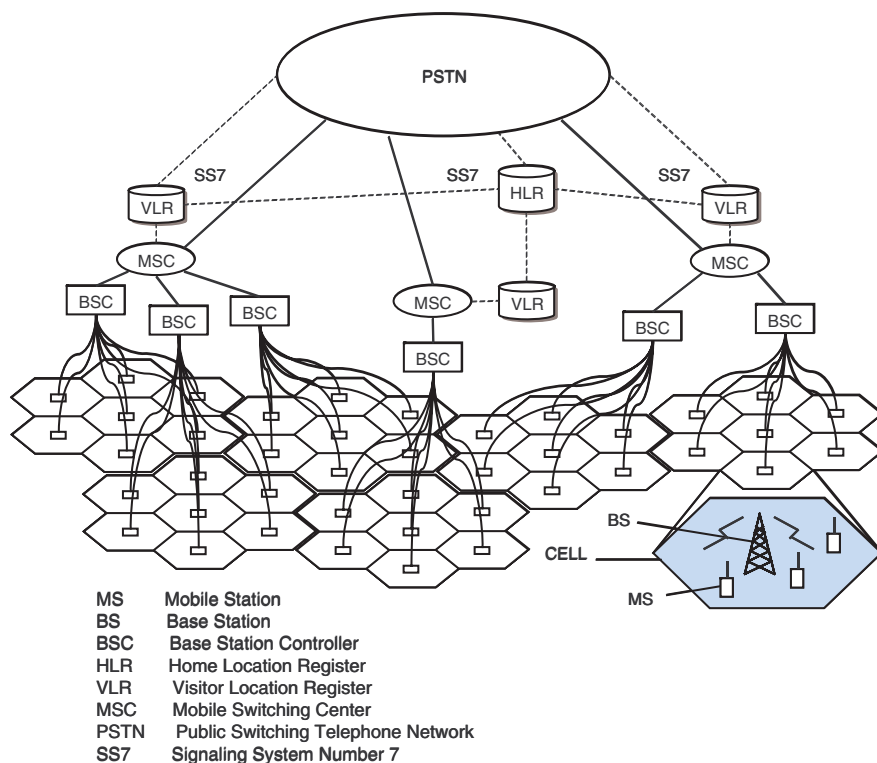 PSTN
SS7
SS7
SS7
VLR
HLR
VLR
MSC
MSC
BSC
BSC
BSC
MSC
VLR
BSC
BSC
BSC
BS
CELL
MS
MS Mobile Station
BS Base Station
BSC Base Station Controller
HLR Home Location Register
VLR Visitor Location Register
MSC Mobile Switching Center
PSTN Public Switching Telephone Network
SS7 Signaling System Number 7